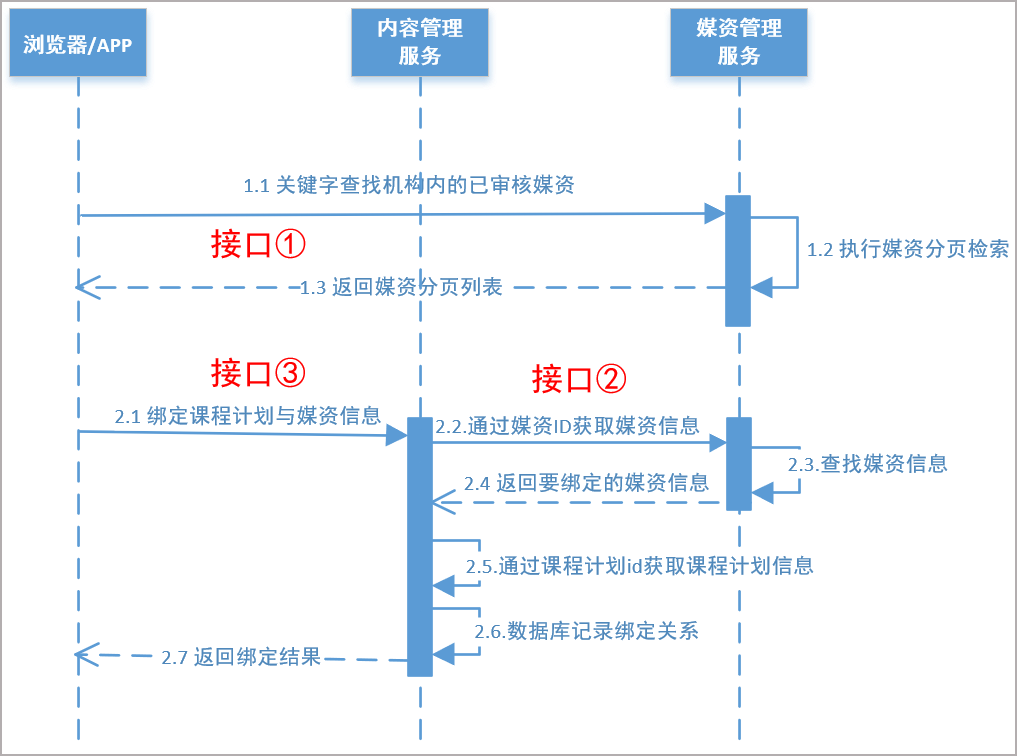 浏览器/APP
内容管理
服务
媒资管理
服务
1.1 关键字查找机构内的已审核媒资
接口①
1.2 执行媒资分页检索
1.3 返回媒资分页列表
接口③
接口②
2.1 绑定课程计划与媒资信息
2.2.通过媒资ID获取媒资信息
2.3.查找媒资信息
2.4 返回要绑定的媒资信息
2.5.通过课程计划id获取课程计划信息
2.6.数据库记录绑定关系
2.7 返回绑定结果